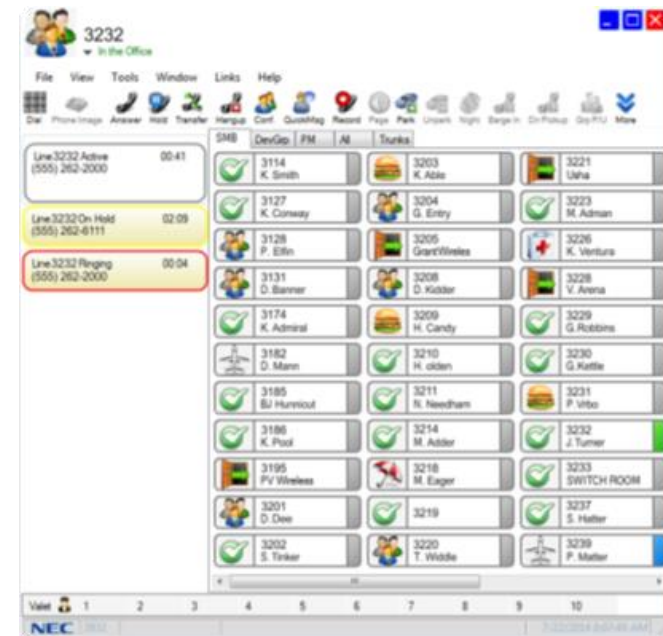 3232
In the Office
File View Tools Window Links Help
Dial Phone Image Answer Hold Transfer Hangup Conf QuickMsg Record Page Park Unpark Night Barge In Dir Pickup Grp P/U More
SMB DevGrp PM All Trunks
Line 3232 Active 00:41
(555) 262-2000
Line 3232 On Hold 02:09
(555) 262-6111
Line 3232 Ringing 00:04
(555) 262-2000
3114
K. Smith
3203
K. Able
3221
Usha
3127
K. Conway
3204
G. Entry
3223
M. Adman
3128
P. Elfin
3205
GrantWireles
3226
K. Ventura
3131
D. Banner
3208
D. Kidder
3228
V. Arena
3174
K. Admiral
3209
H. Candy
3229
G. Robbins
3182
D. Mann
3210
H. olden
3230
G. Kettle
3185
BJ Hunnicut
3211
N. Needham
3231
P. Vrbo
3186
K. Pool
3214
M. Adder
3232
J. Turner
3195
PV Wireless
3218
M. Eager
3233
SWITCH ROOM
3201
D. Dee
3219
3237
S. Hatter
3202
S. Tinker
3220
T. Widdle
3239
P. Matter
Valet 1 2 3 4 5 6 7 8 9 10
NEC 3232